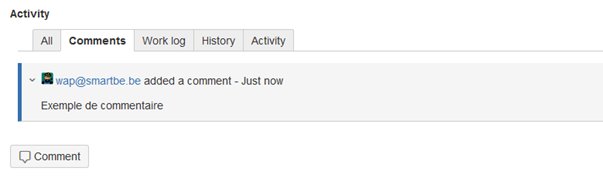 Activity
All Comments Work log History Activity
wap@smartbe.be added a comment - Just now
Exemple de commentaire
Comment